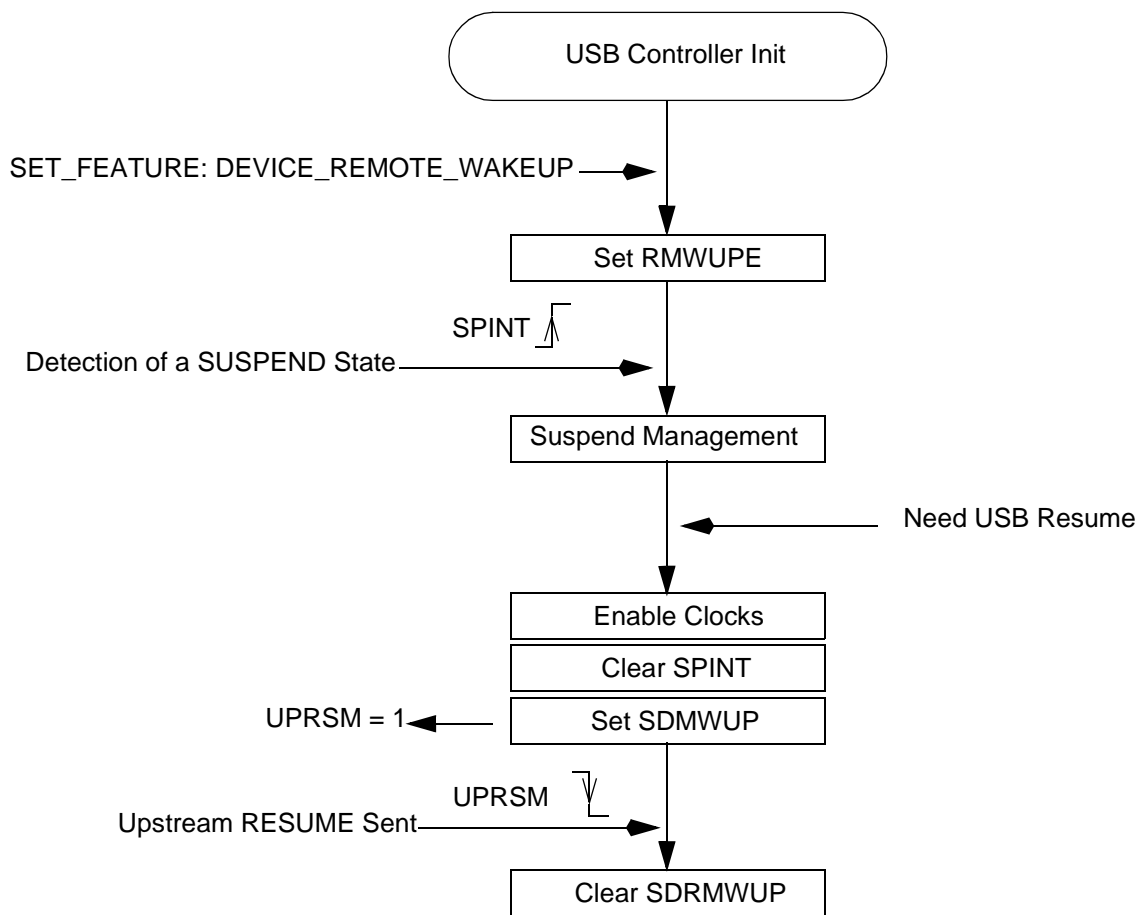 USB Controller Init
SET_FEATURE: DEVICE_REMOTE_WAKEUP
Set RMWUPE
SPINT
Detection of a SUSPEND State
Suspend Management
Need USB Resume
Enable Clocks
Clear SPINT
UPRSM = 1
Set SDMWUP
UPRSM
Upstream RESUME Sent
Clear SDRMWUP